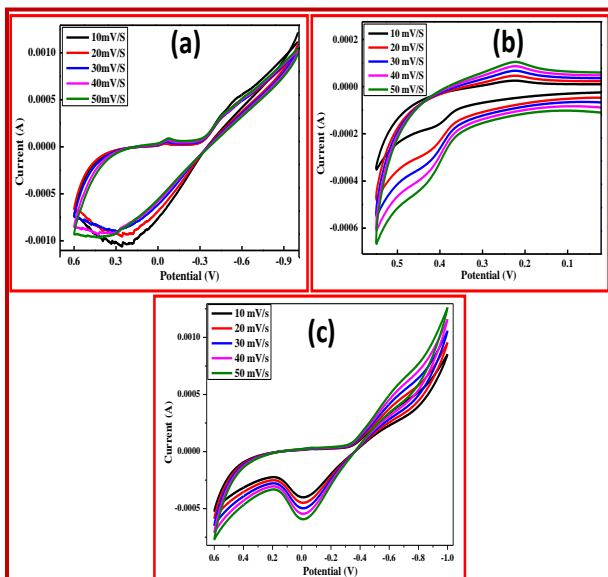 (a)
10mV/S
20mV/S
30mV/S
40mV/S
50mV/S
0.0010
0.0005
0.0000
-0.0005
-0.0010
Current (A)
0.6 0.3 0.0 -0.3 -0.6 -0.9
Potential (V)
(b)
10 mV/S
20 mV/S
30 mV/S
40 mV/S
50 mV/S
0.0002
0.0000
-0.0002
-0.0004
-0.0006
Current (A)
0.5 0.4 0.3 0.2 0.1
Potential (V)
(c)
10 mV/s
20 mV/s
30 mV/s
40 mV/s
50 mV/s
0.0010
0.0005
0.0000
-0.0005
Current (A)
0.6 0.4 0.2 0.0 -0.2 -0.4 -0.6 -0.8 -1.0
Potential (V)